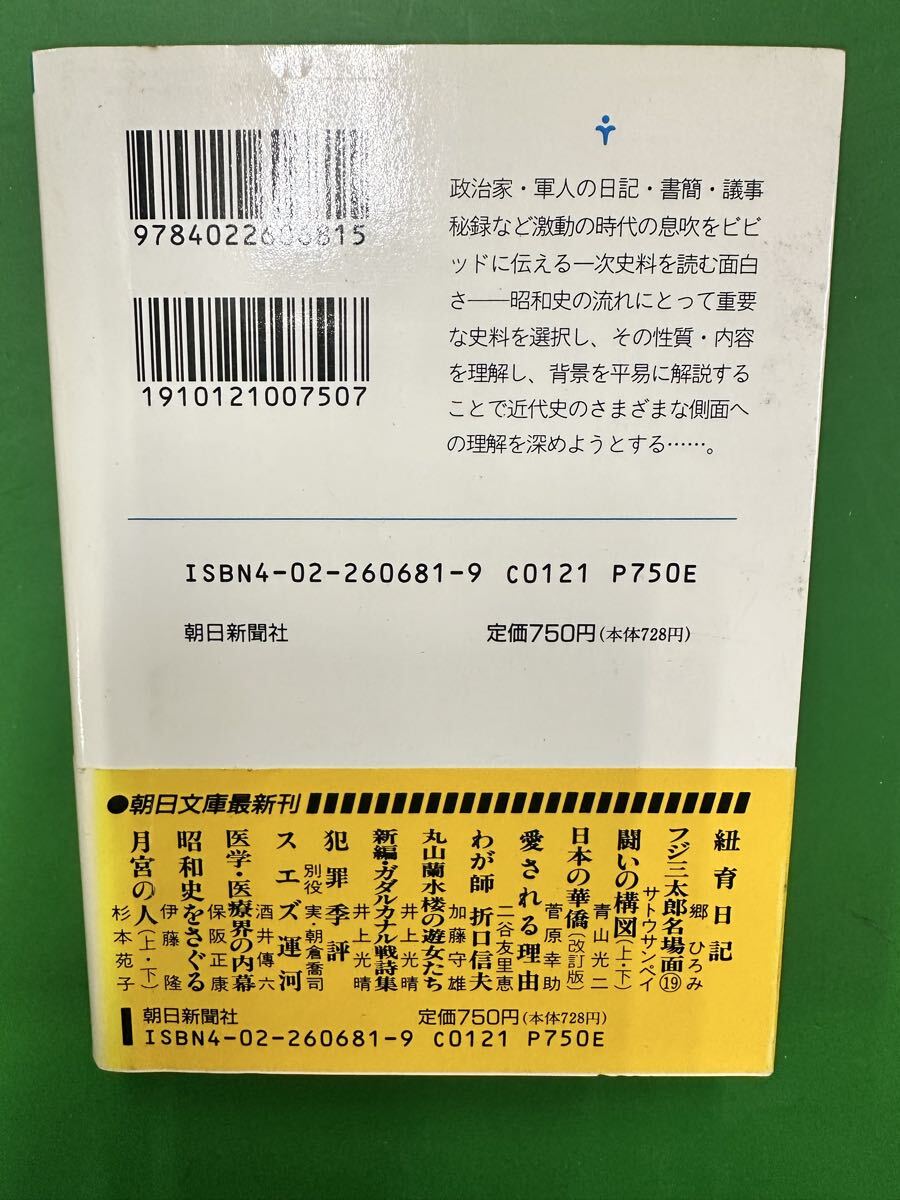 9784022606815
1910121007507
政治家・軍人の日記・書簡・議事
秘録など激動の時代の息吹をビビ
ッドに伝える一次史料を読む面白
さ――昭和史の流れにとって重要
な史料を選択し、その性質・内容
を理解し、背景を平易に解説する
ことで近代史のさまざまな側面へ
の理解を深めようとする……。
ISBN4-02-260681-9 C0121 P750E
朝日新聞社 定価750円(本体728円)
●朝日文庫最新刊
紐育日記 郷ひろみ
フジ三太郎名場面⑲ サトウサンペイ
闘いの構図(上・下) 青山光二
日本の華僑(改訂版) 菅原幸助
愛される理由 二谷友里恵
わが師 折口信夫 加藤守雄
丸山蘭水楼の遊女たち 井上光晴
新編・ガダルカナル戦詩集 井上光晴
犯罪季評 別役実 朝倉喬司
スエズ運河 酒井傳六
医学・医療界の内幕 保阪正康
昭和史をさぐる 伊藤隆
月宮の人(上・下) 杉本苑子
朝日新聞社 定価750円(本体728円)
ISBN4-02-260681-9 C0121 P750E